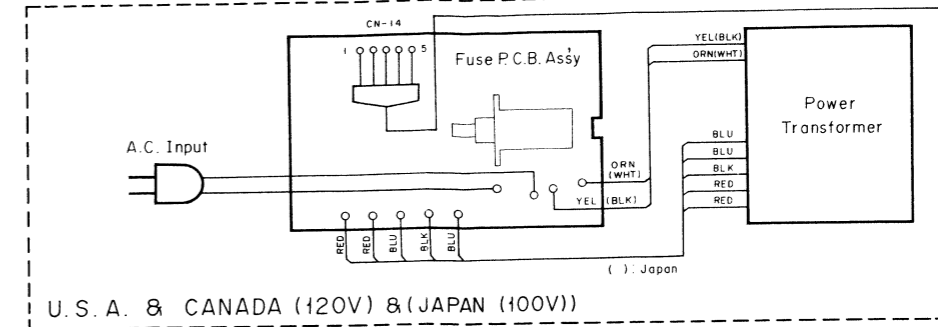 CN-14
1 5
Fuse P.C.B. Ass'y
YEL(BLK)
ORN(WHT)
Power
Transformer
A.C. Input
BLU
BLU
BLK
RED
RED
ORN
(WHT)
YEL (BLK)
RED
RED
BLU
BLK
BLU
( ): Japan
U.S.A. & CANADA (120V) & (JAPAN (100V))